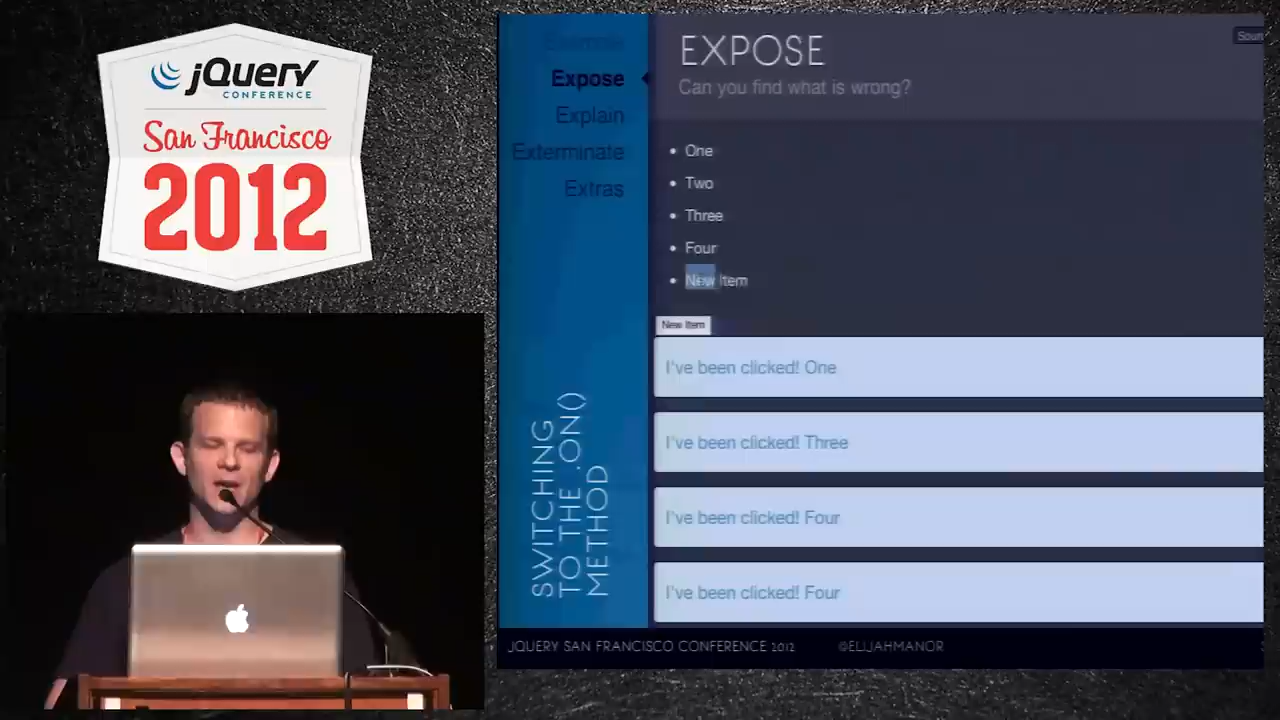 jQuery
CONFERENCE
San Francisco
2012
Example
Expose
Explain
Exterminate
Extras
SWITCHING
TO THE .ON()
METHOD
EXPOSE
Can you find what is wrong?
One
Two
Three
Four
New Item
New Item
I've been clicked! One
I've been clicked! Three
I've been clicked! Four
I've been clicked! Four
JQUERY SAN FRANCISCO CONFERENCE 2012
@ELIJAHMANOR